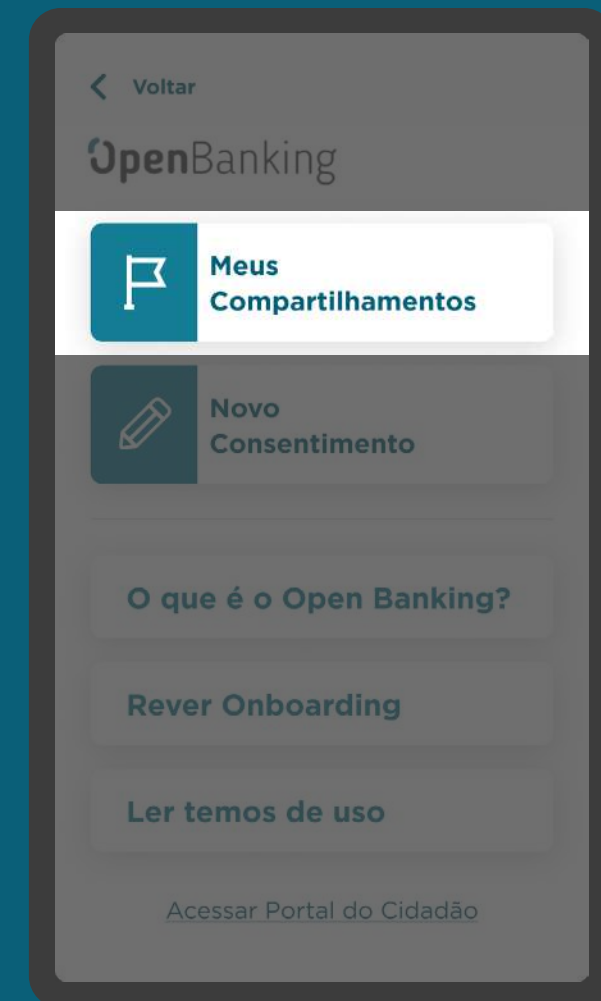 Voltar
OpenBanking
Meus
Compartilhamentos
Novo
Consentimento
O que é o Open Banking?
Rever Onboarding
Ler temos de uso
Acessar Portal do Cidadão